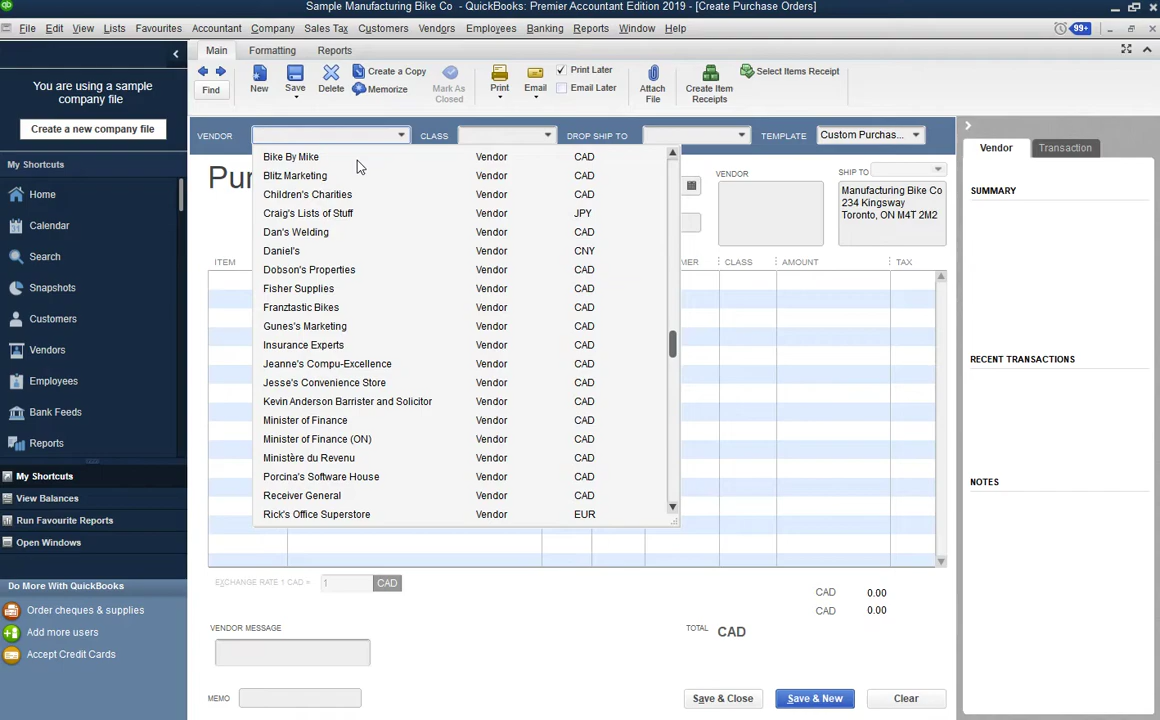 Sample Manufacturing Bike Co - QuickBooks: Premier Accountant Edition 2019 - [Create Purchase Orders]
File Edit View Lists Favourites Accountant Company Sales Tax Customers Vendors Employees Banking Reports Window Help
99+
Main Formatting Reports
You are using a sample
company file
Create a new company file
My Shortcuts
Home
Calendar
Search
Snapshots
Customers
Vendors
Employees
Bank Feeds
Reports
My Shortcuts
View Balances
Run Favourite Reports
Open Windows
Do More With QuickBooks
Order cheques & supplies
Add more users
Accept Credit Cards
Find
New
Save
Delete
Create a Copy
Memorize
Mark As
Closed
Print
Email
Print Later
Email Later
Attach
File
Create Item
Receipts
Select Items Receipt
VENDOR CLASS DROP SHIP TO TEMPLATE Custom Purchas...
Pur
VENDOR
SHIP TO
Manufacturing Bike Co
234 Kingsway
Toronto, ON M4T 2M2
ITEM MER CLASS AMOUNT TAX
Bike By Mike Vendor CAD
Blitz Marketing Vendor CAD
Children's Charities Vendor CAD
Craig's Lists of Stuff Vendor JPY
Dan's Welding Vendor CAD
Daniel's Vendor CNY
Dobson's Properties Vendor CAD
Fisher Supplies Vendor CAD
Franztastic Bikes Vendor CAD
Gunes's Marketing Vendor CAD
Insurance Experts Vendor CAD
Jeanne's Compu-Excellence Vendor CAD
Jesse's Convenience Store Vendor CAD
Kevin Anderson Barrister and Solicitor Vendor CAD
Minister of Finance Vendor CAD
Minister of Finance (ON) Vendor CAD
Ministère du Revenu Vendor CAD
Porcina's Software House Vendor CAD
Receiver General Vendor CAD
Rick's Office Superstore Vendor EUR
EXCHANGE RATE 1 CAD = 1 CAD
CAD 0.00
CAD 0.00
VENDOR MESSAGE
TOTAL CAD
MEMO
Save & Close Save & New Clear
Vendor Transaction
SUMMARY
RECENT TRANSACTIONS
NOTES